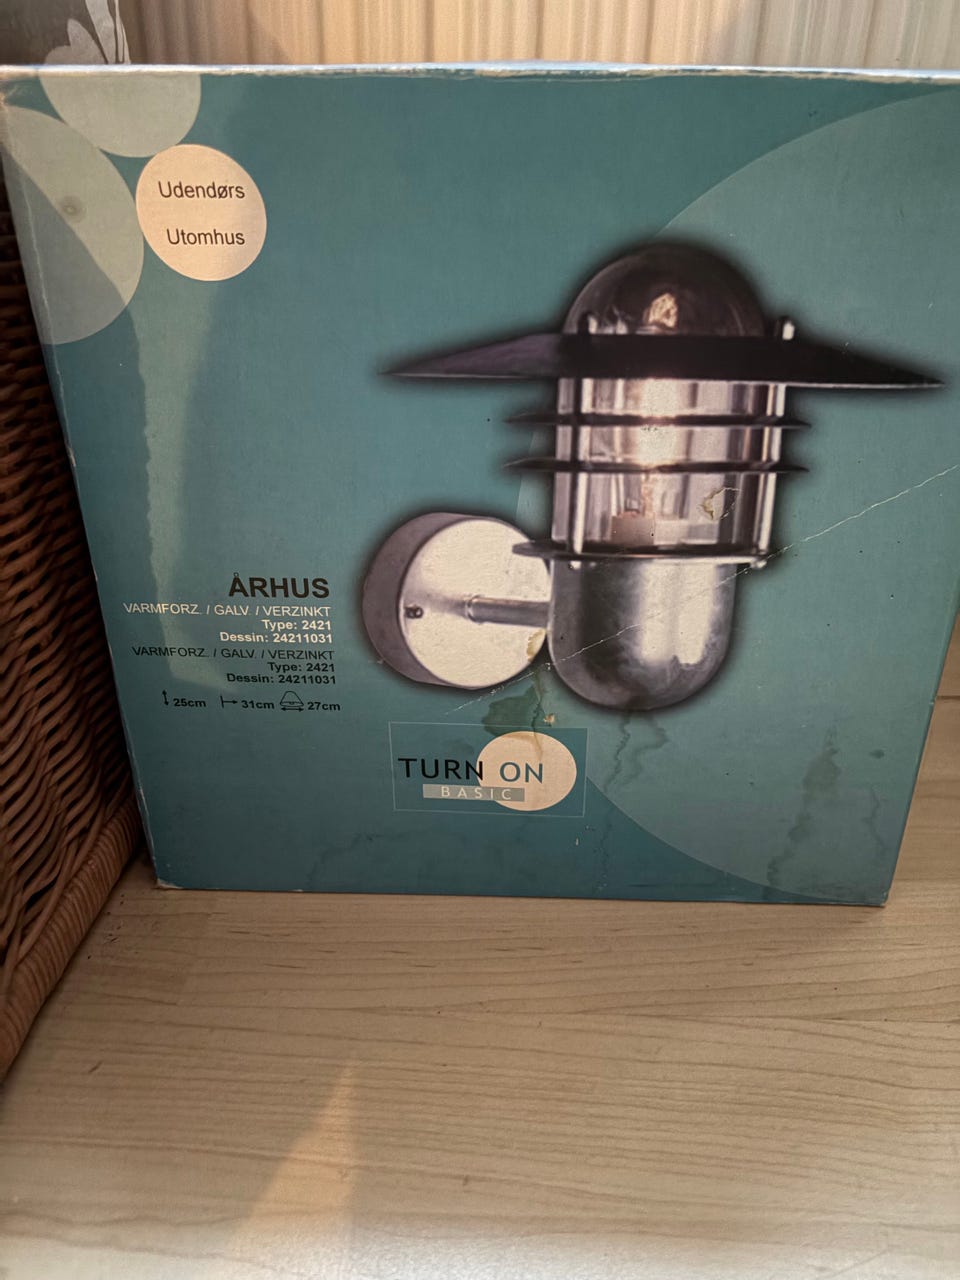 Udendørs
Utomhus
ÅRHUS
VARMFORZ. / GALV. / VERZINKT
Type: 2421
Dessin: 24211031
VARMFORZ. / GALV. / VERZINKT
Type: 2421
Dessin: 24211031
25cm 31cm 27cm
TURN ON
BASIC